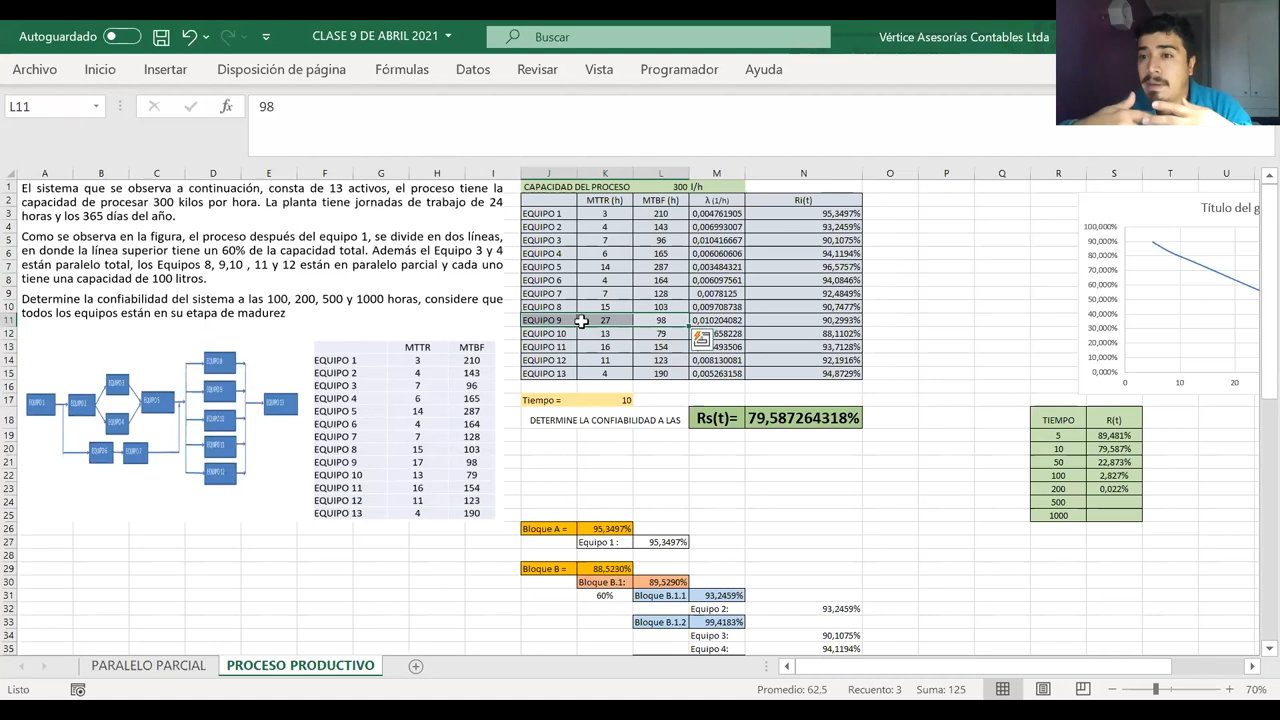 Autoguardado
CLASE 9 DE ABRIL 2021
Buscar
Vértice Asesorías Contables Ltda
Archivo Inicio Insertar Disposición de página Fórmulas Datos Revisar Vista Programador Ayuda
L11 fx 98
A B C D E F G H I J K L M N O P Q R S T U
El sistema que se observa a continuación, consta de 13 activos, el proceso tiene la
capacidad de procesar 300 kilos por hora. La planta tiene jornadas de trabajo de 24
horas y los 365 días del año.
Como se observa en la figura, el proceso después del equipo 1, se divide en dos líneas,
en donde la línea superior tiene un 60% de la capacidad total. Además el Equipo 3 y 4
están paralelo total, los Equipos 8, 9,10 , 11 y 12 están en paralelo parcial y cada uno
tiene una capacidad de 100 litros.
Determine la confiabilidad del sistema a las 100, 200, 500 y 1000 horas, considere que
todos los equipos están en su etapa de madurez
MTTR MTBF
EQUIPO 1 3 210
EQUIPO 2 4 143
EQUIPO 3 7 96
EQUIPO 4 6 165
EQUIPO 5 14 287
EQUIPO 6 4 164
EQUIPO 7 7 128
EQUIPO 8 15 103
EQUIPO 9 17 98
EQUIPO 10 13 79
EQUIPO 11 16 154
EQUIPO 12 11 123
EQUIPO 13 4 190
CAPACIDAD DEL PROCESO 300 l/h
MTTR (h) MTBF (h) λ (1/h) Ri(t)
EQUIPO 1 3 210 0,004761905 95,3497%
EQUIPO 2 4 143 0,006993007 93,2459%
EQUIPO 3 7 96 0,010416667 90,1075%
EQUIPO 4 6 165 0,006060606 94,1194%
EQUIPO 5 14 287 0,003484321 96,5757%
EQUIPO 6 4 164 0,006097561 94,0846%
EQUIPO 7 7 128 0,0078125 92,4849%
EQUIPO 8 15 103 0,009708738 90,7477%
EQUIPO 9 27 98 0,010204082 90,2993%
EQUIPO 10 13 79 658228 88,1102%
EQUIPO 11 16 154 493506 93,7128%
EQUIPO 12 11 123 0,008130081 92,1916%
EQUIPO 13 4 190 0,005263158 94,8729%
Tiempo = 10
DETERMINE LA CONFIABILIDAD A LAS Rs(t)= 79,587264318%
Bloque A = 95,3497%
Equipo 1 : 95,3497%
Bloque B = 88,5230%
Bloque B.1: 89,5290%
60% Bloque B.1.1 93,2459%
Equipo 2: 93,2459%
Bloque B.1.2 99,4183%
Equipo 3: 90,1075%
Equipo 4: 94,1194%
Título del g
100,000%
90,000%
80,000%
70,000%
60,000%
50,000%
40,000%
30,000%
20,000%
10,000%
0,000%
0 10 20
TIEMPO R(t)
5 89,481%
10 79,587%
50 22,873%
100 2,827%
200 0,022%
500
1000
PARALELO PARCIAL PROCESO PRODUCTIVO
Listo
Promedio: 62,5 Recuento: 3 Suma: 125
70%